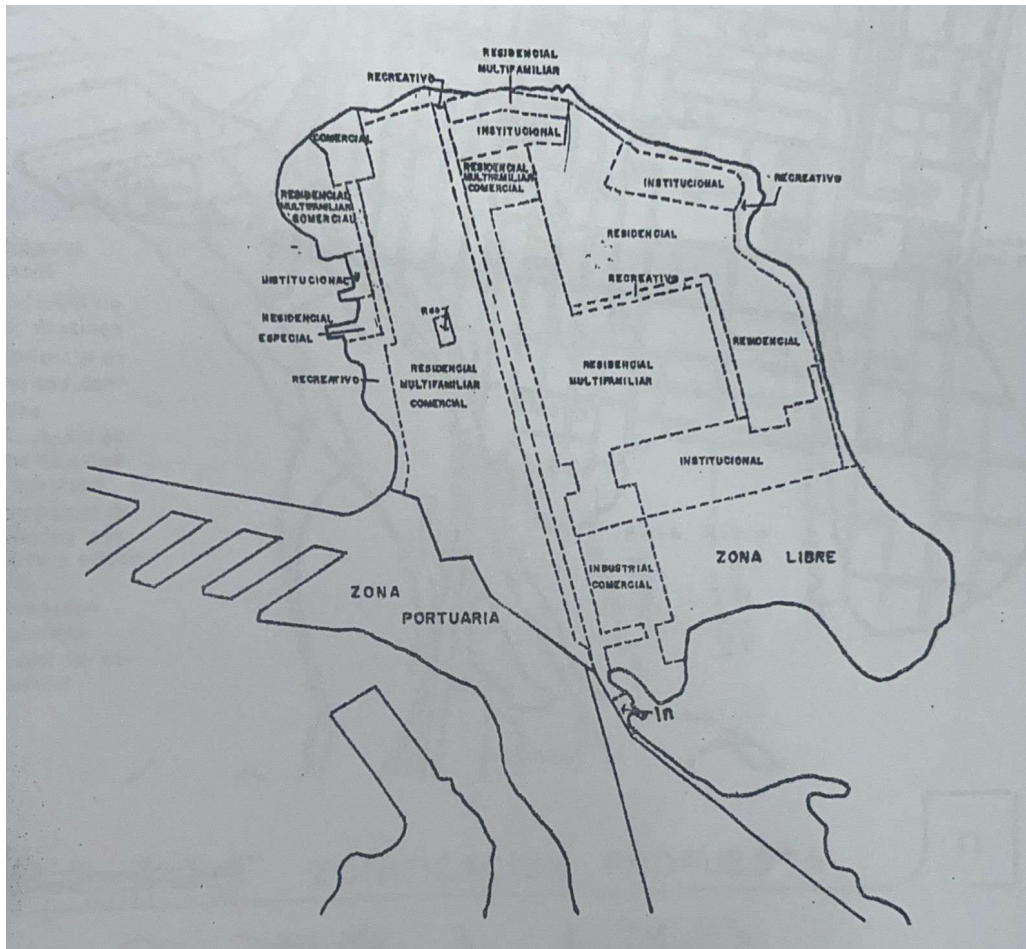 RESIDENCIAL
MULTIFAMILIAR
RECREATIVO
COMERCIAL
INSTITUCIONAL
RESIDENCIAL
MULTIFAMILIAR
COMERCIAL
INSTITUCIONAL
RECREATIVO
RESIDENCIAL
MULTIFAMILIAR
COMERCIAL
RESIDENCIAL
INSTITUCIONAL
RECREATIVO
RESIDENCIAL
ESPECIAL
RESIDENCIAL
RESIDENCIAL
MULTIFAMILIAR
RESIDENCIAL
MULTIFAMILIAR
COMERCIAL
RECREATIVO
INSTITUCIONAL
ZONA LIBRE
INDUSTRIAL
COMERCIAL
ZONA
PORTUARIA
In